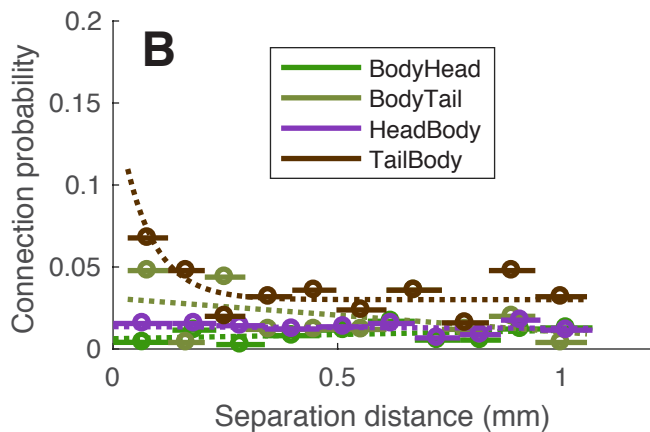 B
Connection probability
0.2
0.15
0.1
0.05
0
BodyHead
BodyTail
HeadBody
TailBody
0
0.5
1
Separation distance (mm)